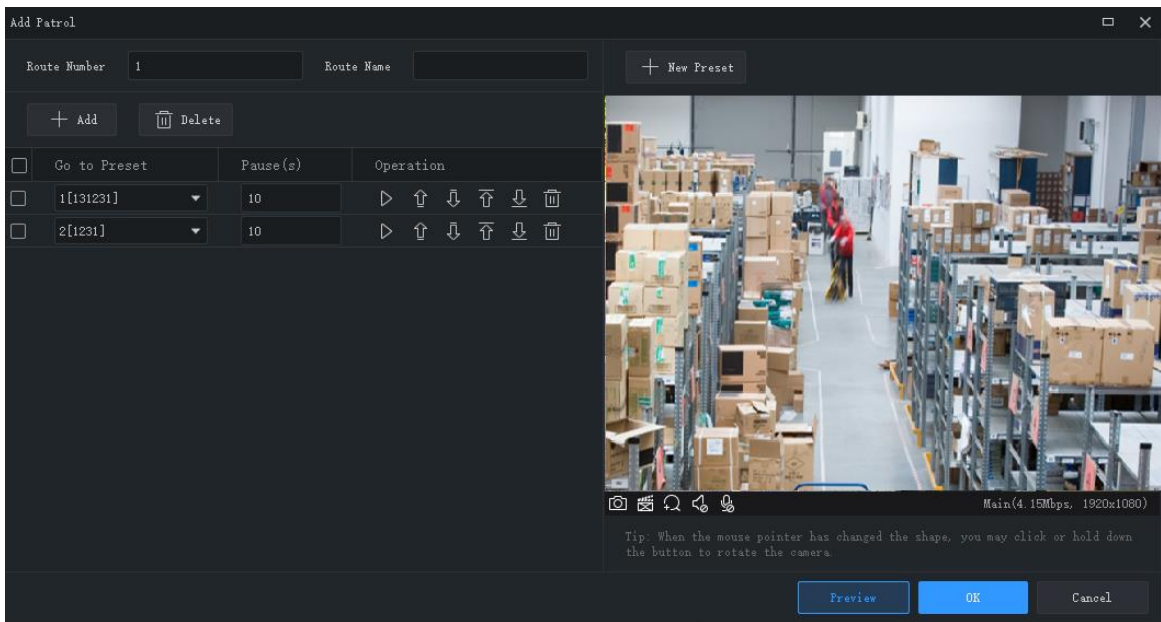 Add Patrol
Route Number 1 Route Name
New Preset
Add Delete
Go to Preset Pause(s) Operation
1[131231] 10
2[1231] 10
Main(4.15Mbps, 1920x1080)
Tip: When the mouse pointer has changed the shape, you may click or hold down
the button to rotate the camera.
Preview OK Cancel